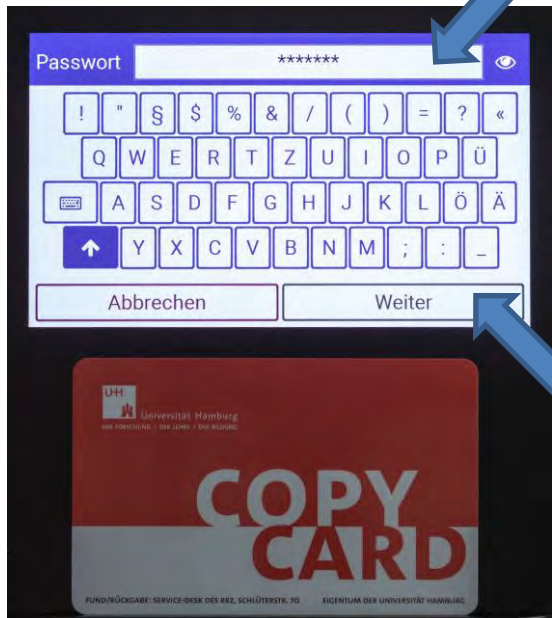 Passwort *******
! " § $ % & / ( ) = ? «
Q W E R T Z U I O P Ü
A S D F G H J K L Ö Ä
Y X C V B N M ; : _
Abbrechen Weiter
UH
Universität Hamburg
DER FORSCHUNG | DER LEHRE | DER BILDUNG
COPY
CARD
FUND/RÜCKGABE: SERVICE-DESK DES RRZ, SCHLÜTERSTR. 70 EIGENTUM DER UNIVERSITÄT HAMBURG